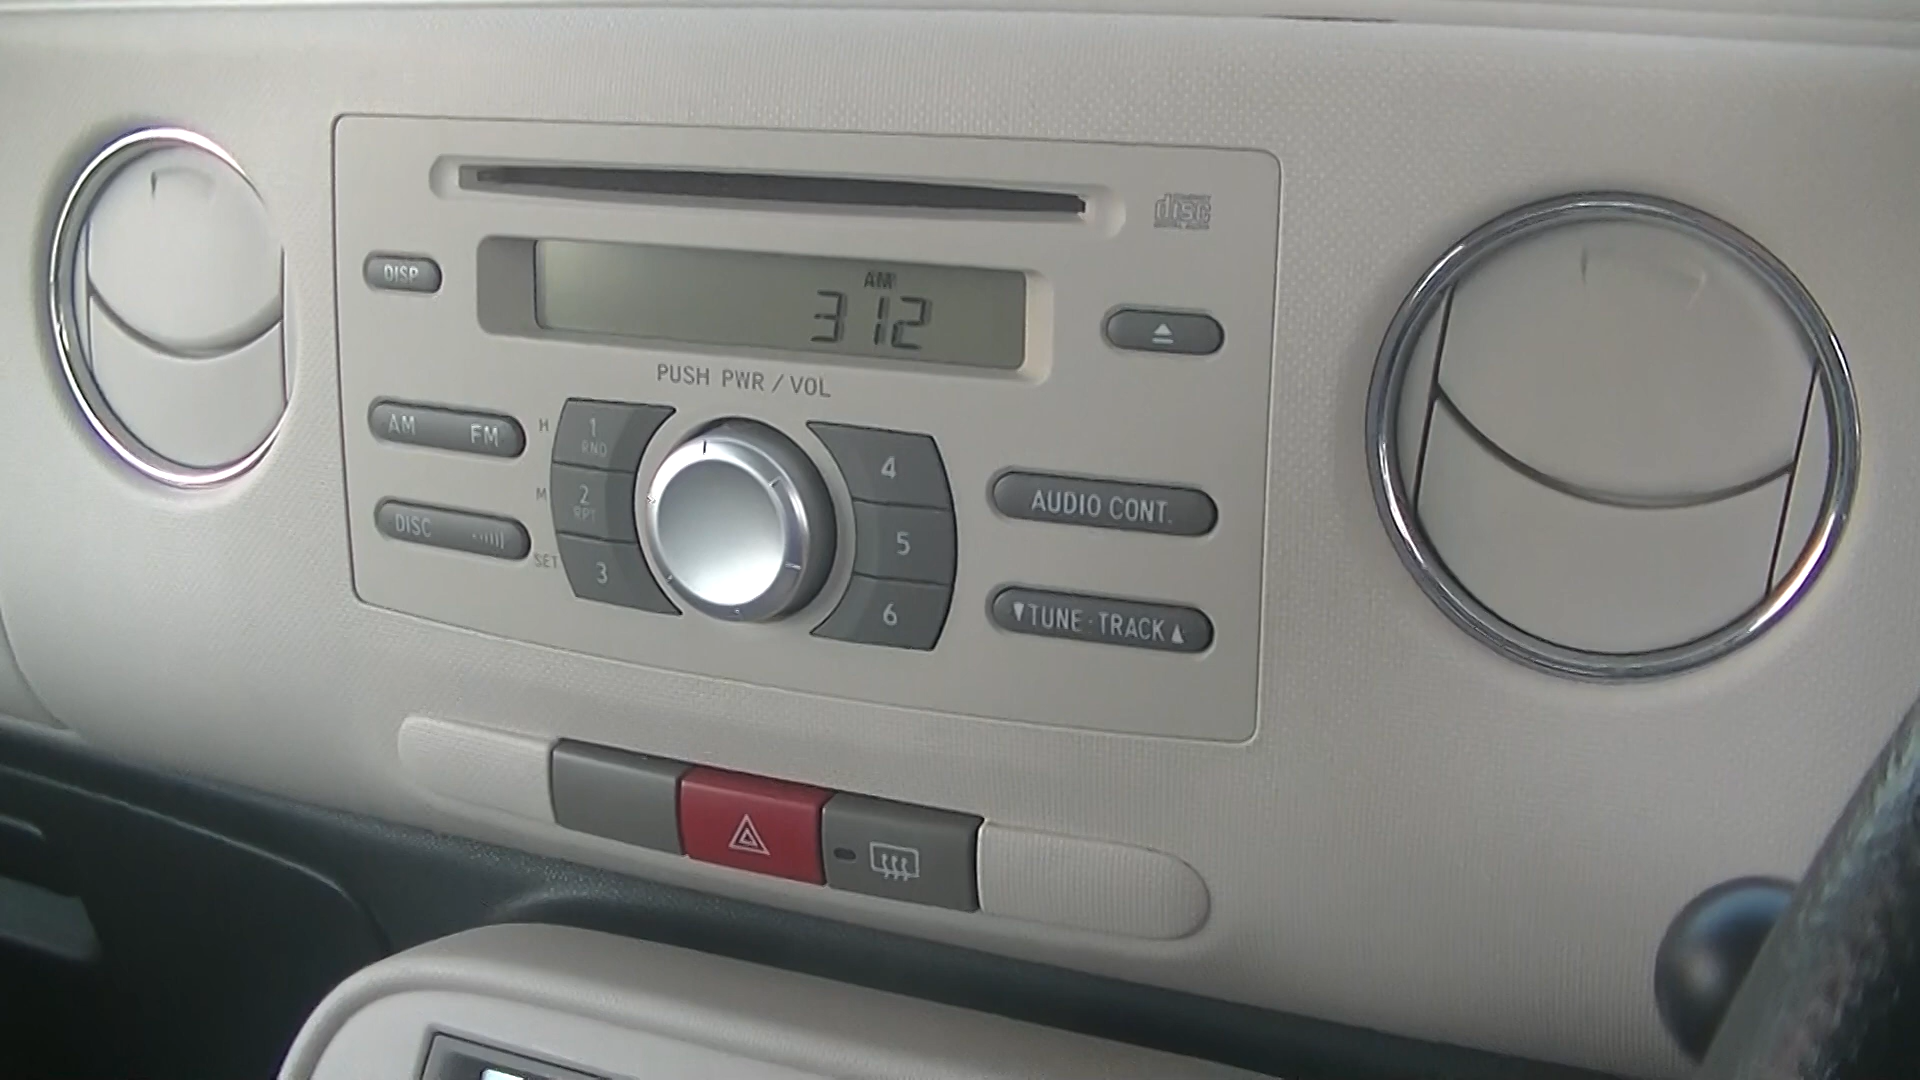 disc
DISP
AM
312
PUSH PWR / VOL
AM FM
H
1
RND
4
AUDIO CONT.
M
2
RPT
5
DISC
SET
3
6
▼TUNE · TRACK▲